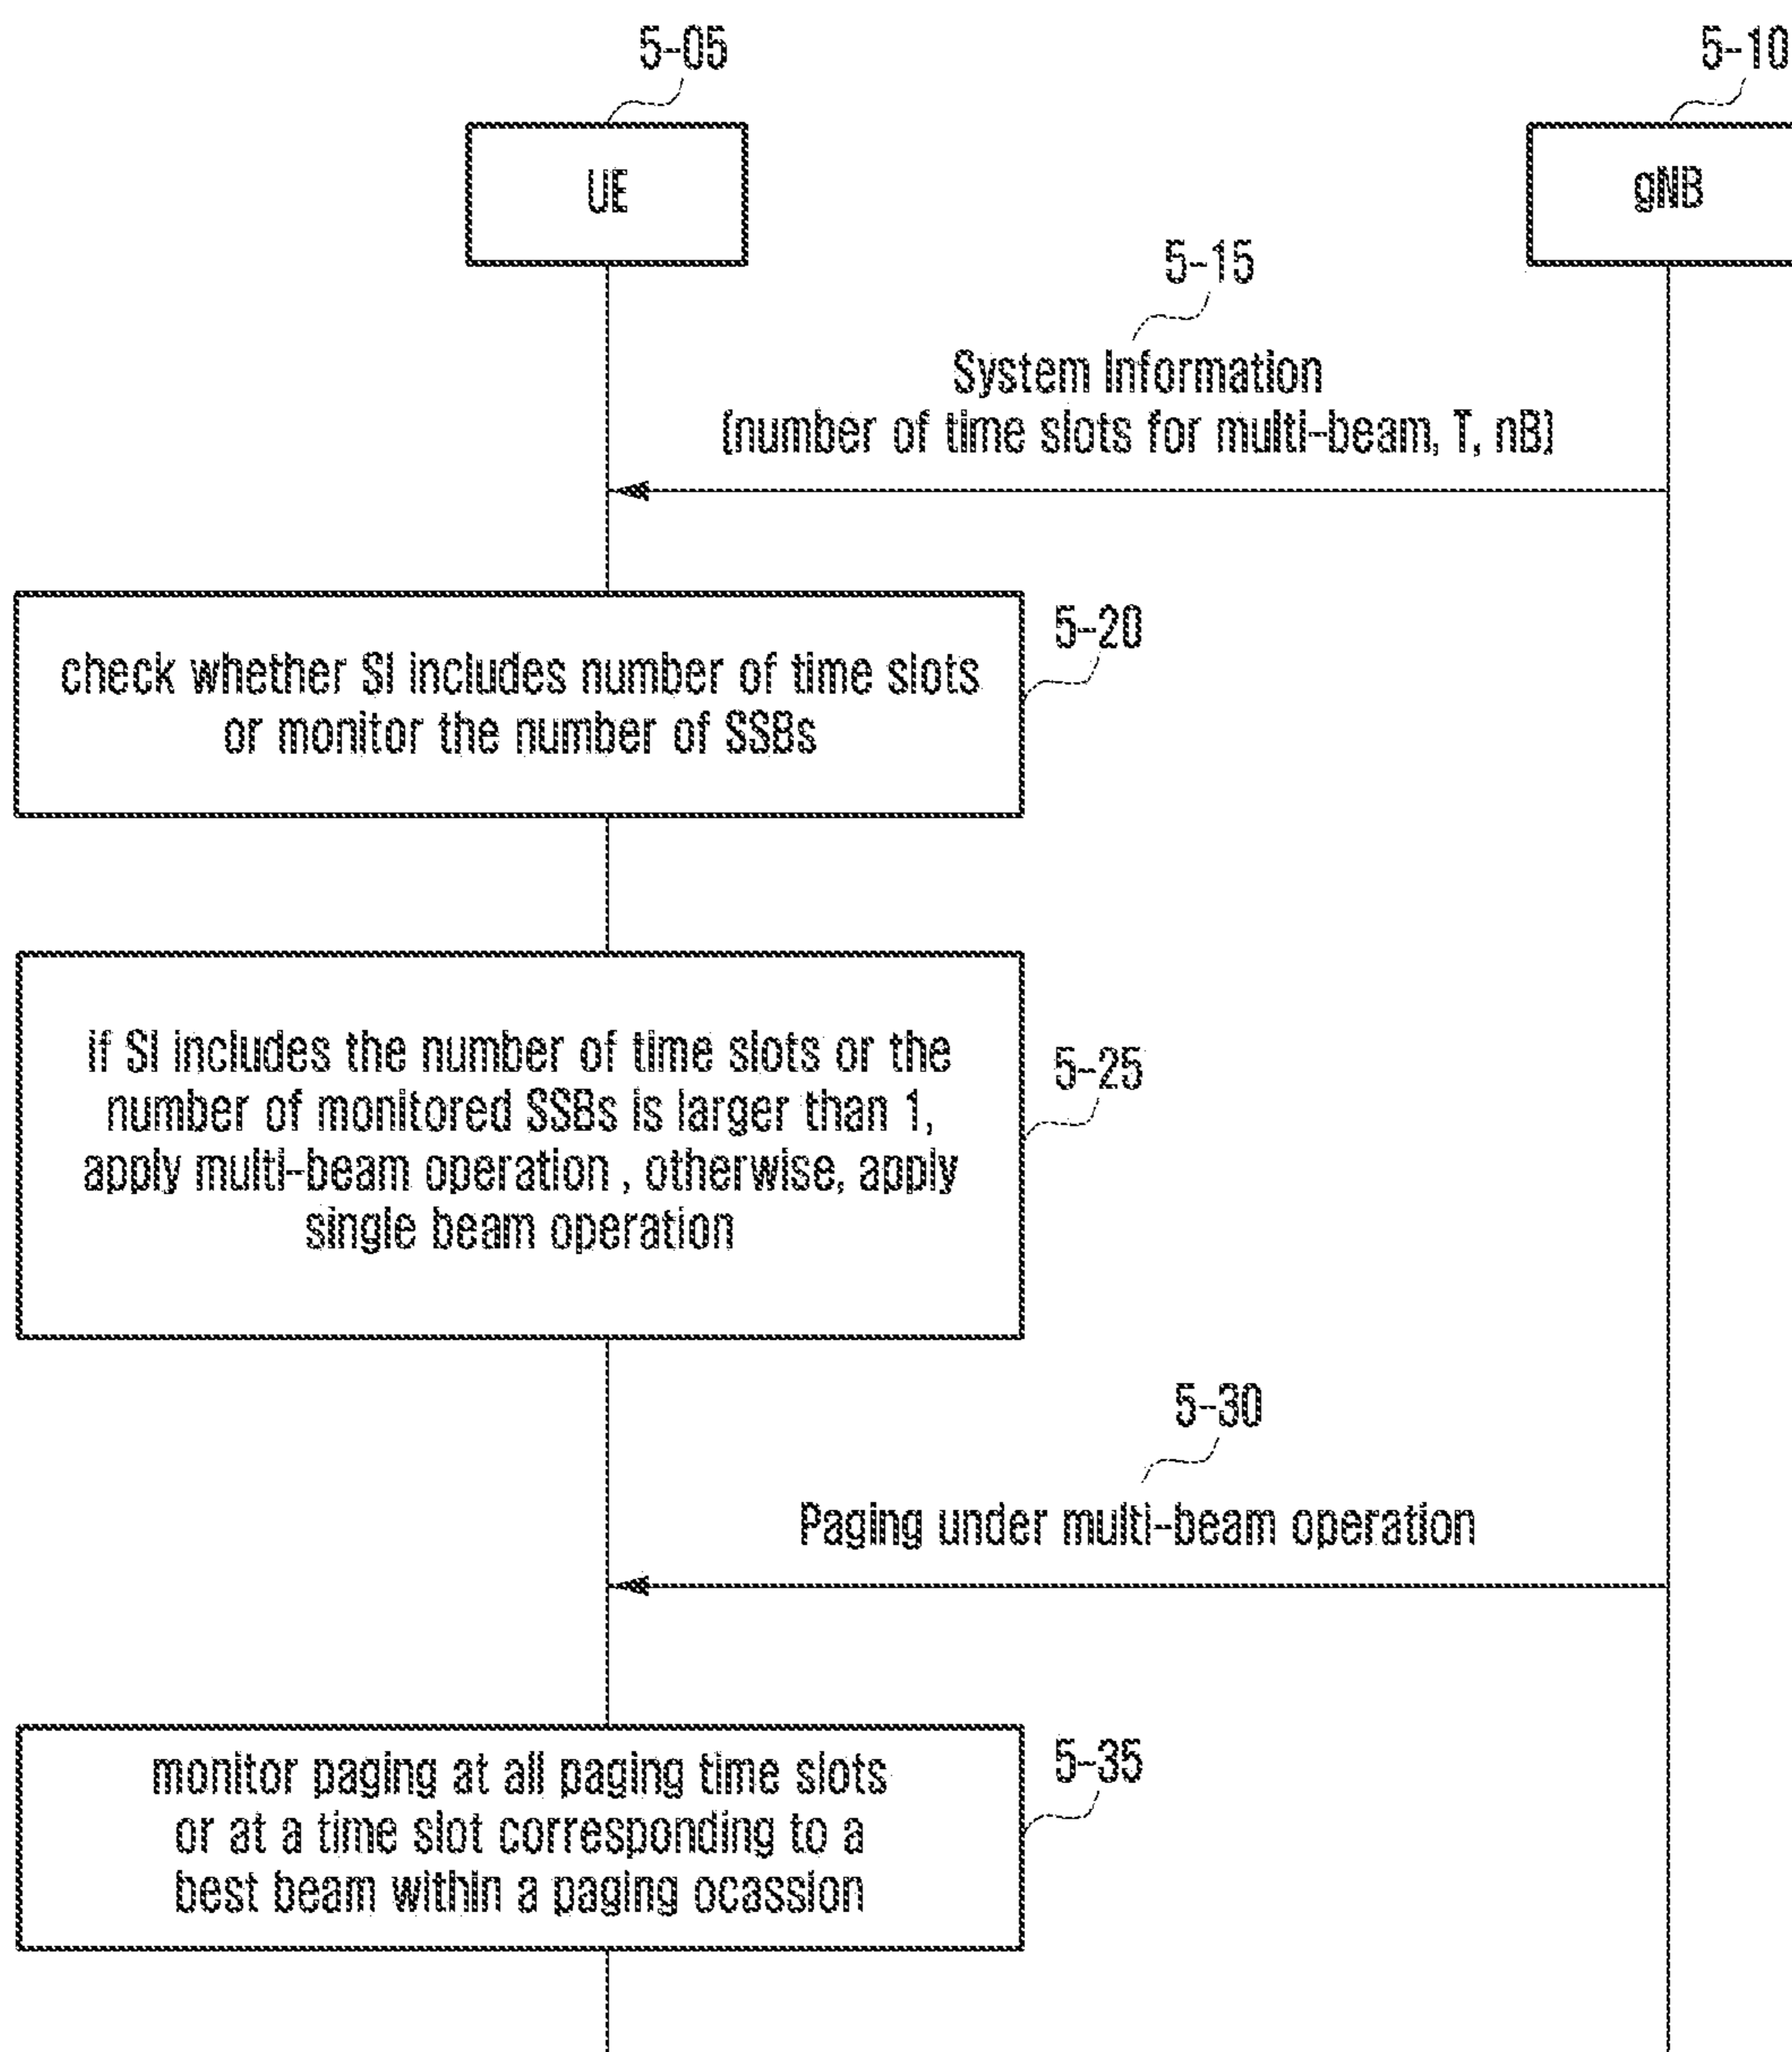 5-05
5-10
UE
gNB
5-15
System Information
(number of time slots for multi-beam, T, nB)
5-20
check whether SI includes number of time slots
or monitor the number of SSBs
if SI includes the number of time slots or the
number of monitored SSBs is larger than 1,
apply multi-beam operation , otherwise, apply
single beam operation
5-25
5-30
Paging under multi-beam operation
monitor paging at all paging time slots
or at a time slot corresponding to a
best beam within a paging ocassion
5-35